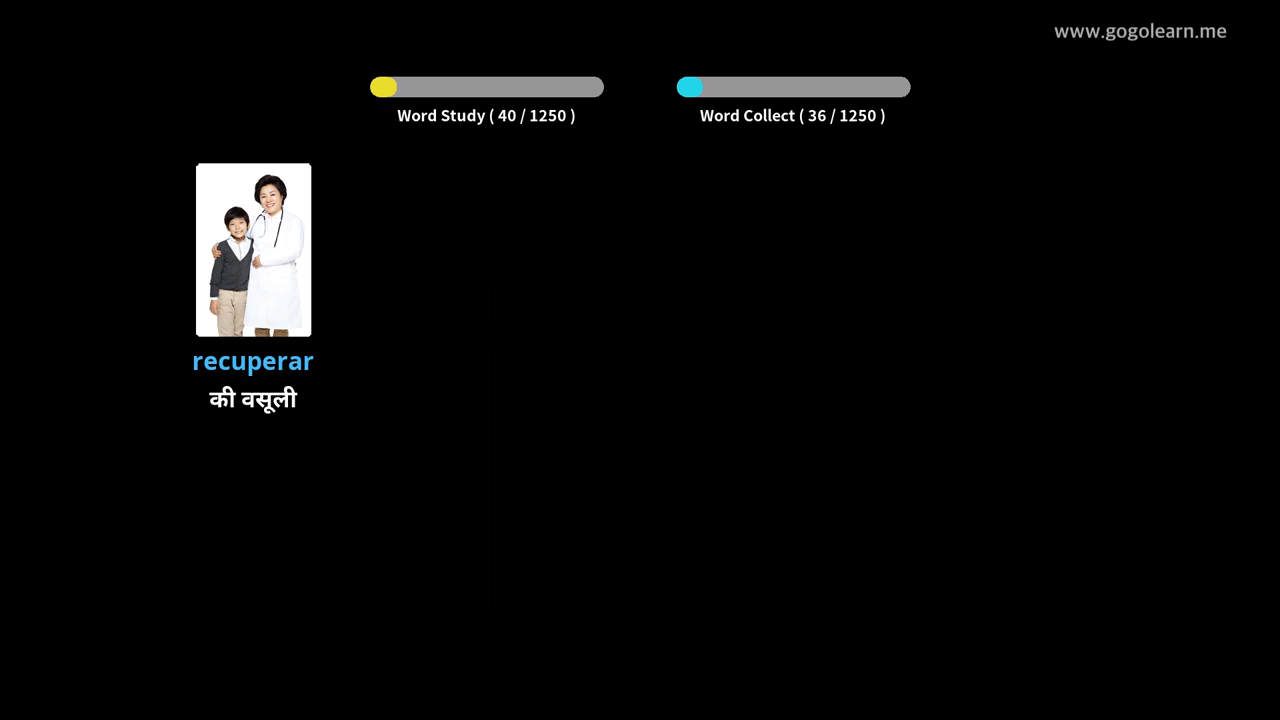 www.gogolearn.me
Word Study ( 40 / 1250 )
Word Collect ( 36 / 1250 )
recuperar
की वसूली